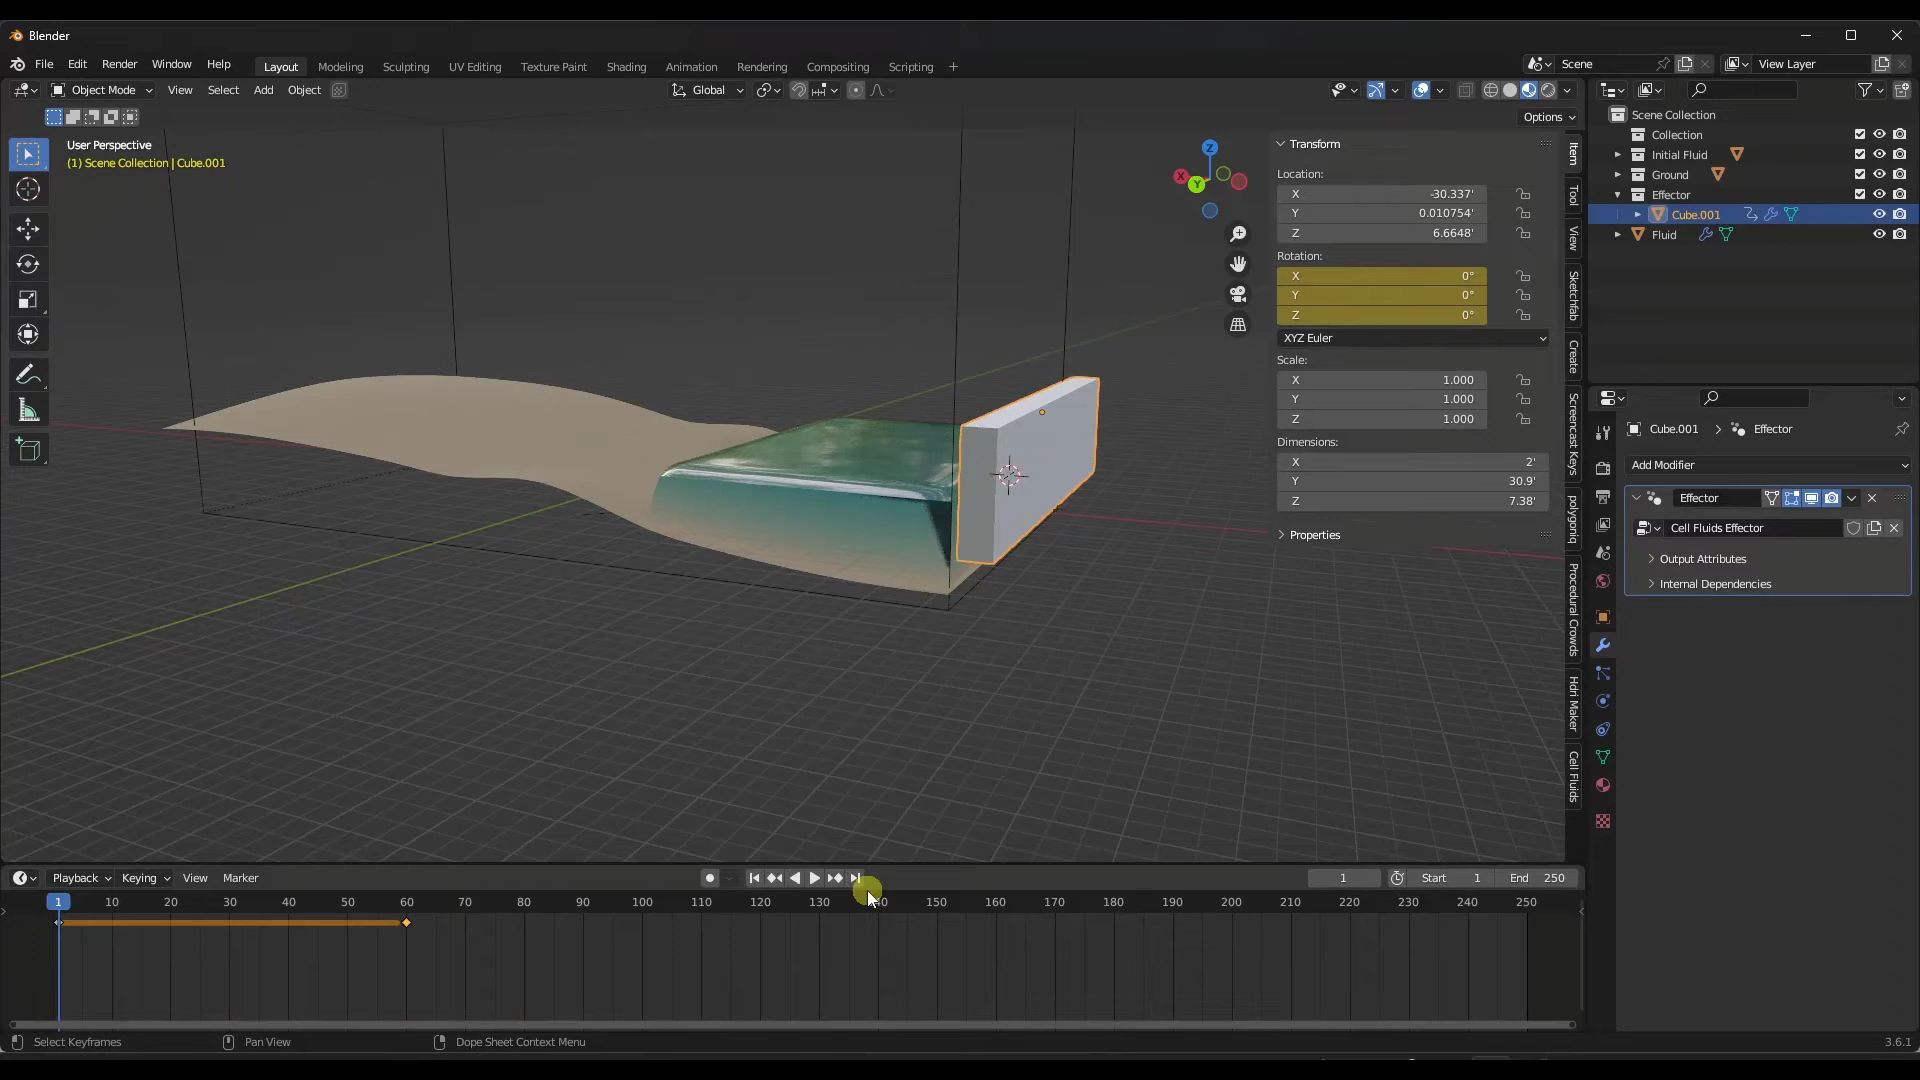 Blender
File Edit Render Window Help Layout Modeling Sculpting UV Editing Texture Paint Shading Animation Rendering Compositing Scripting Scene View Layer
Object Mode View Select Add Object Global
Options
User Perspective
(1) Scene Collection | Cube.001
Z
X
Y
Transform
Location:
X -30.337'
Y 0.010754'
Z 6.6648'
Rotation:
X 0°
Y 0°
Z 0°
XYZ Euler
Scale:
X 1.000
Y 1.000
Z 1.000
Dimensions:
X 2'
Y 30.9'
Z 7.38'
Properties
Item
Tool
View
Sketchfab
Create
Screencast Keys
polygoniq
Procedural Crowds
Hdri Maker
Cell Fluids
Scene Collection
Collection
Initial Fluid
Ground
Effector
Cube.001
Fluid
Cube.001 Effector
Add Modifier
Effector
Cell Fluids Effector
Output Attributes
Internal Dependencies
Playback Keying View Marker 1 Start 1 End 250
1 10 20 30 40 50 60 70 80 90 100 110 120 130 150 160 170 180 190 200 210 220 230 240 250
Select Keyframes Pan View Dope Sheet Context Menu 3.6.1